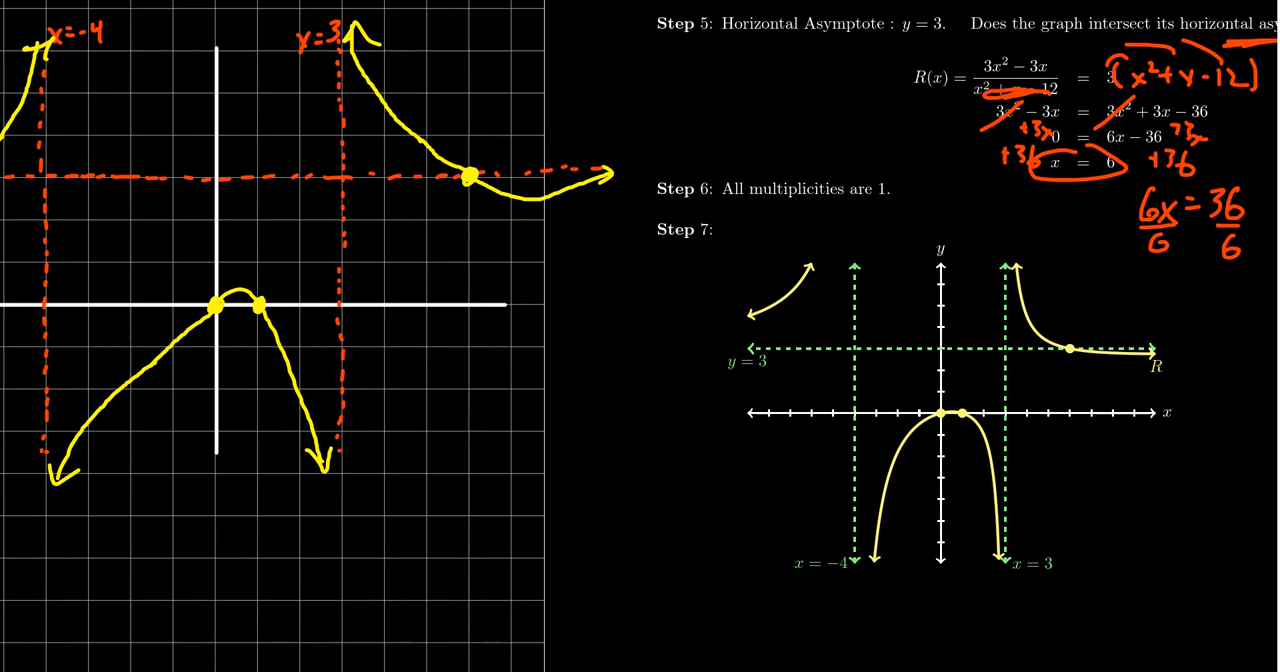 x=-4
x=3
Step 5: Horizontal Asymptote : y = 3. Does the graph intersect its horizontal
R(x) = 3x² − 3x / x² + x − 12 = 3 (x²+x-12)
3x² − 3x = 3x² + 3x − 36
+3x 0 = 6x − 36 +3x
+36 x = 6 +36
Step 6: All multiplicities are 1.
6x = 36
6 6
Step 7:
y
y = 3
R
x
x = −4
x = 3